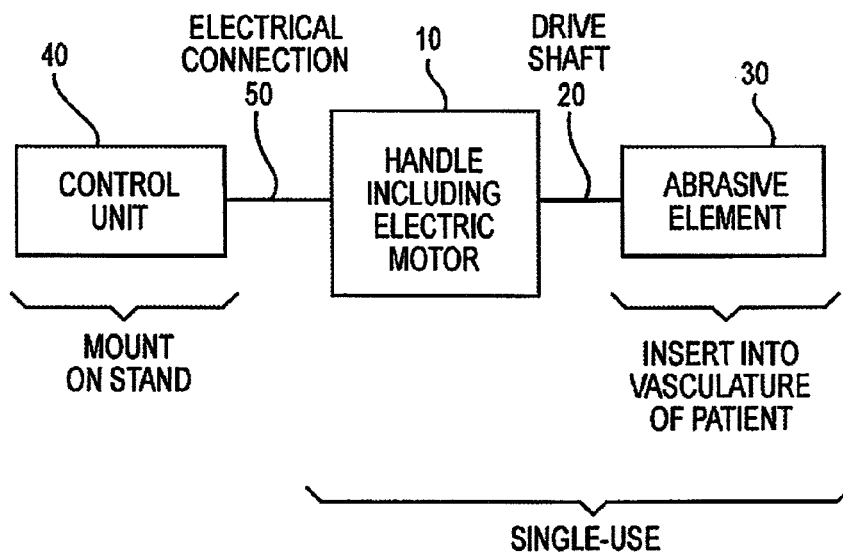 40
ELECTRICAL
CONNECTION
50
10
DRIVE
SHAFT
20
30
CONTROL
UNIT
HANDLE
INCLUDING
ELECTRIC
MOTOR
ABRASIVE
ELEMENT
MOUNT
ON STAND
INSERT INTO
VASCULATURE
OF PATIENT
SINGLE-USE